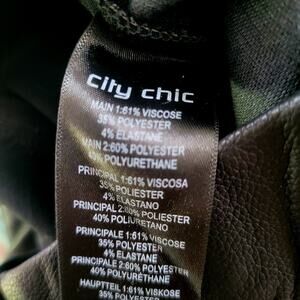 city chic
MAIN 1:61% VISCOSE
35% POLYESTER
4% ELASTANE
MAIN 2:60% POLYESTER
40% POLYURETHANE
PRINCIPAL 1:61% VISCOSA
35% POLIESTER
4% ELASTANO
PRINCIPAL 2:60% POLIESTER
40% POLIURETANO
PRINCIPALE 1:61% VISCOSE
35% POLYESTER
4% ELASTANE
PRINCIPALE 2:60% POLYESTER
40% POLYURÉTHANE
HAUPTTEIL 1:61% VISKOSE
35% POLYESTER